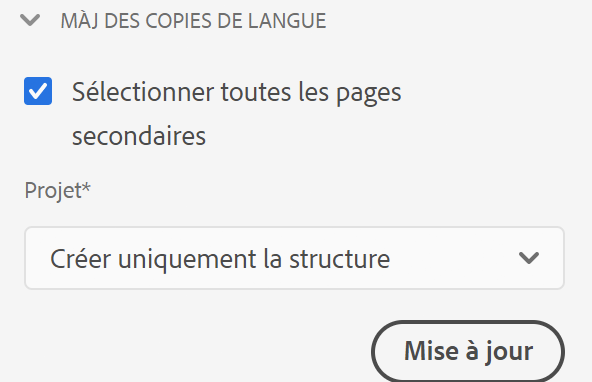 MÀJ DES COPIES DE LANGUE
Sélectionner toutes les pages
secondaires
Projet*
Créer uniquement la structure
Mise à jour